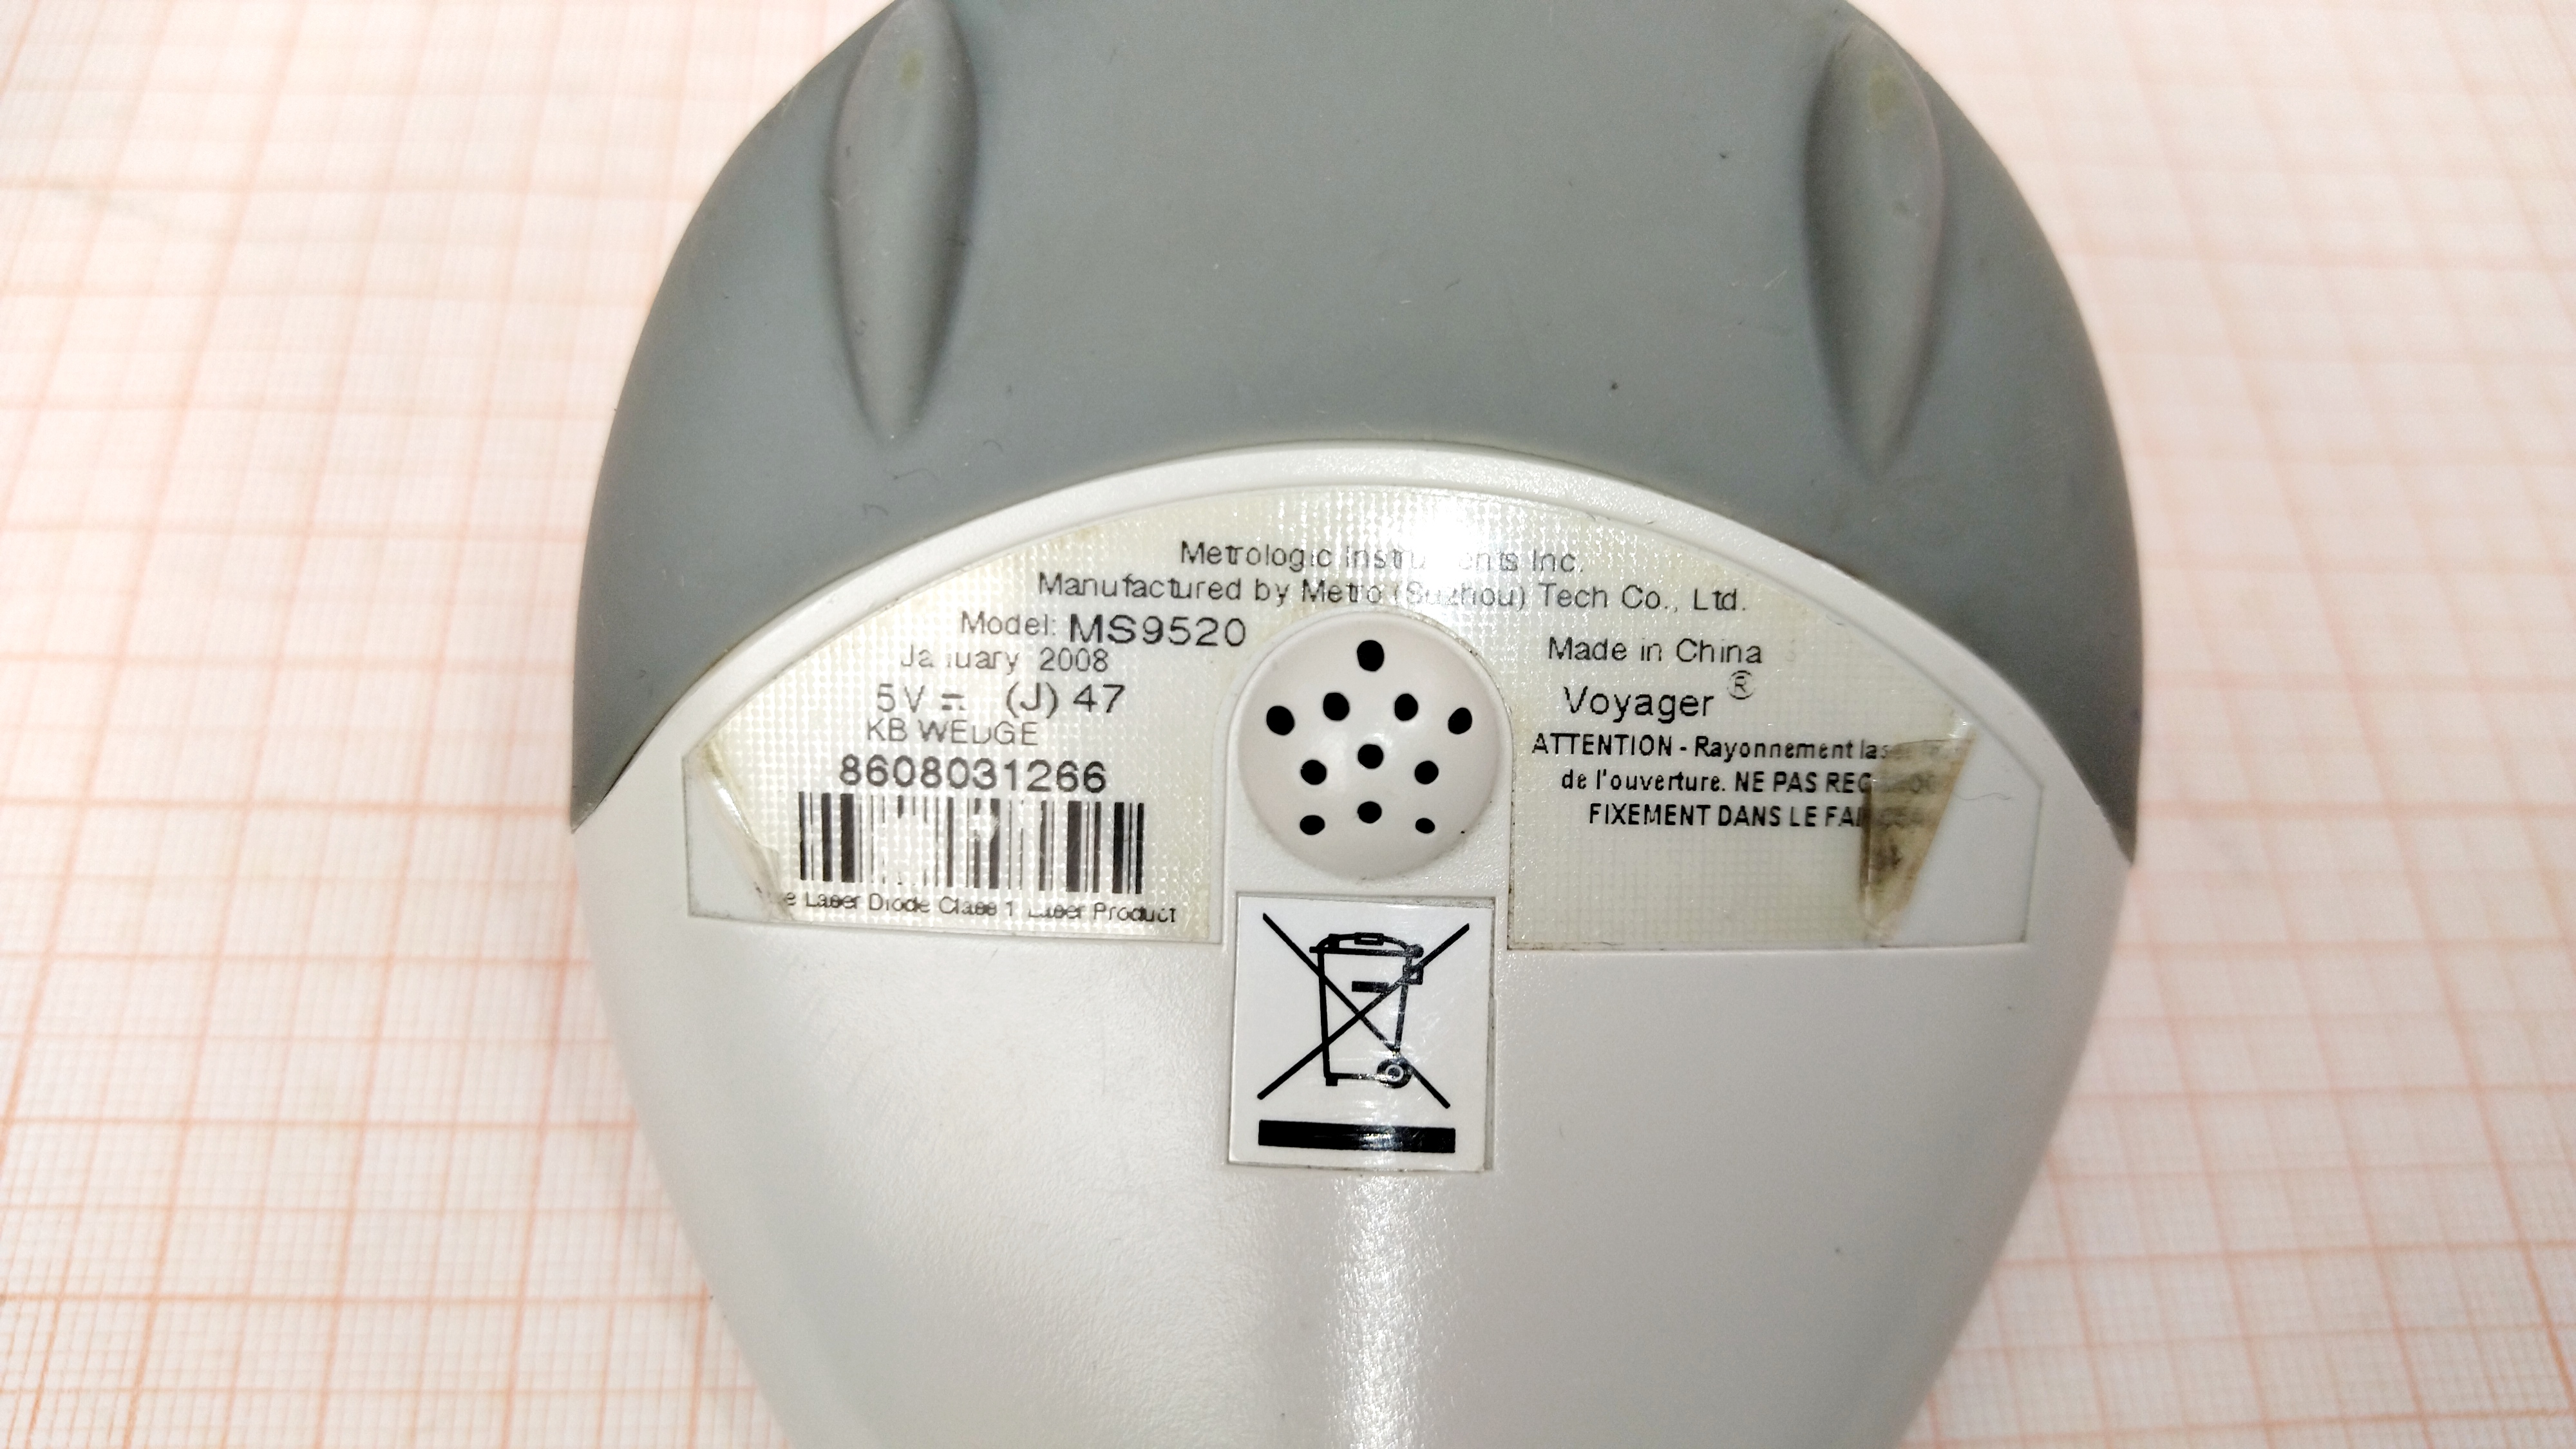 Metrologic Instruments Inc.
Manufactured by Metro (Suzhou) Tech Co., Ltd.
Model: MS9520
January 2008
5V (J) 47
KB WEDGE
8608031266
Laser Diode Class 1 Laser Product
Made in China
Voyager ®
ATTENTION - Rayonnement
de l'ouverture. NE PAS
FIXEMENT DANS LE